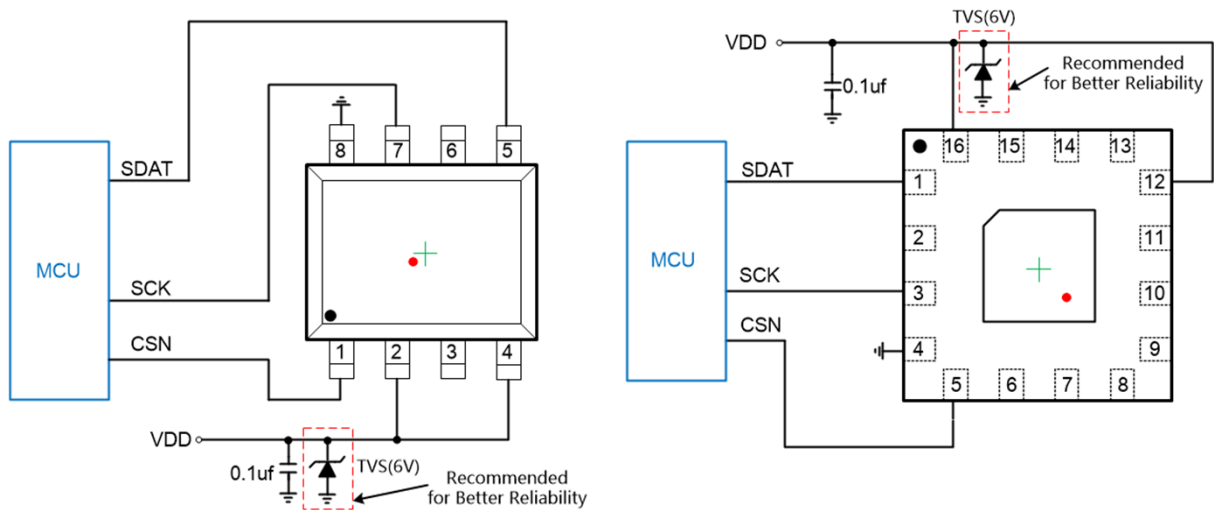 SDAT
MCU
SCK
CSN
8
7
6
5
1
2
3
4
VDD
0.1uf
TVS(6V)
Recommended
for Better Reliability
TVS(6V)
VDD
Recommended
for Better Reliability
0.1uf
MCU
SDAT
SCK
CSN
16
15
14
13
1
12
2
11
3
10
4
9
5
6
7
8